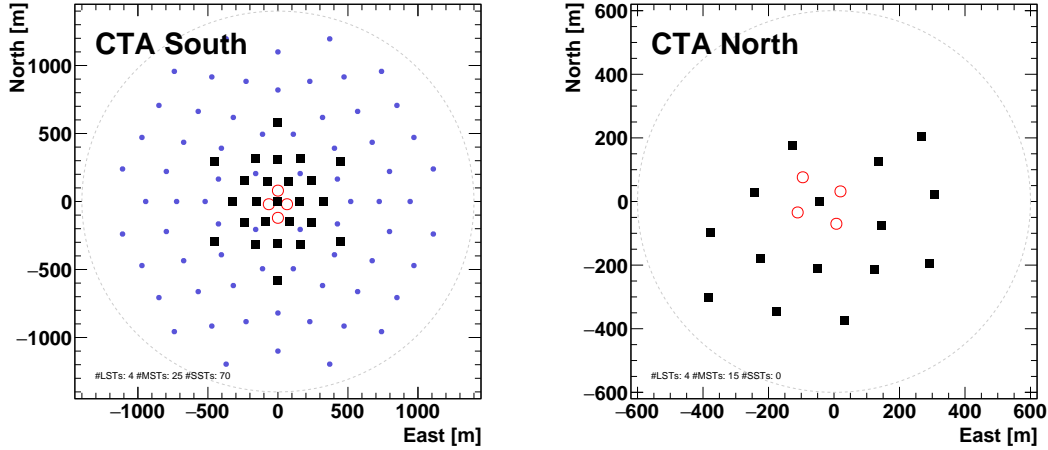 North [m]
CTA South
1000
500
0
−500
−1000
#LSTs: 4 #MSTs: 25 #SSTs: 70
−1000 −500 0 500 1000
East [m]
North [m]
CTA North
600
400
200
0
−200
−400
−600
#LSTs: 4 #MSTs: 15 #SSTs: 0
−600 −400 −200 0 200 400 600
East [m]